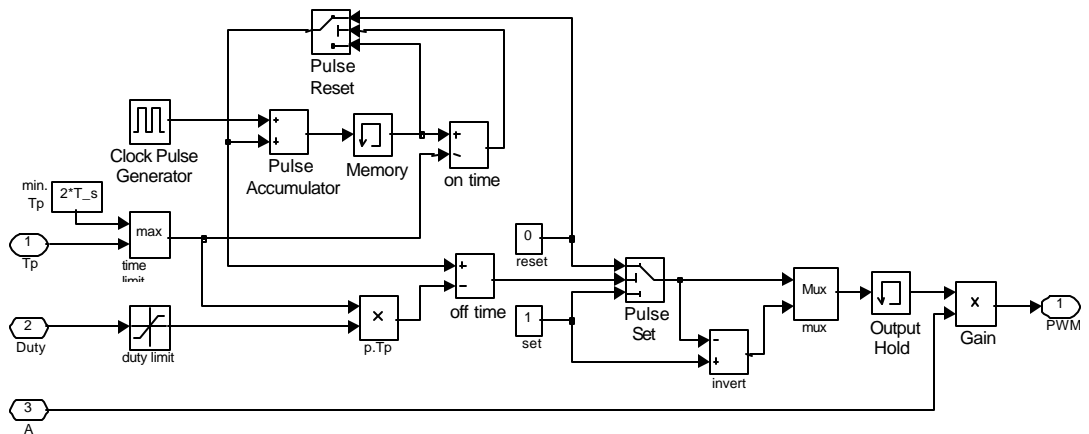 Pulse
Reset
Clock Pulse
Generator
+
+
Pulse
Accumulator
Memory
+
-
on time
min.
Tp
2*T_s
1
Tp
max
time
limit
0
reset
+
-
off time
Pulse
Set
Mux
mux
Output
Hold
x
Gain
1
PWM
2
Duty
duty limit
x
p.Tp
1
set
-
+
invert
3
A